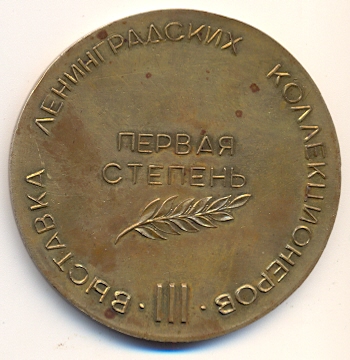 III · ВЫСТАВКА ЛЕНИНГРАДСКИХ КОЛЛЕКЦИОНЕРОВ ·
ПЕРВАЯ
СТЕПЕНЬ